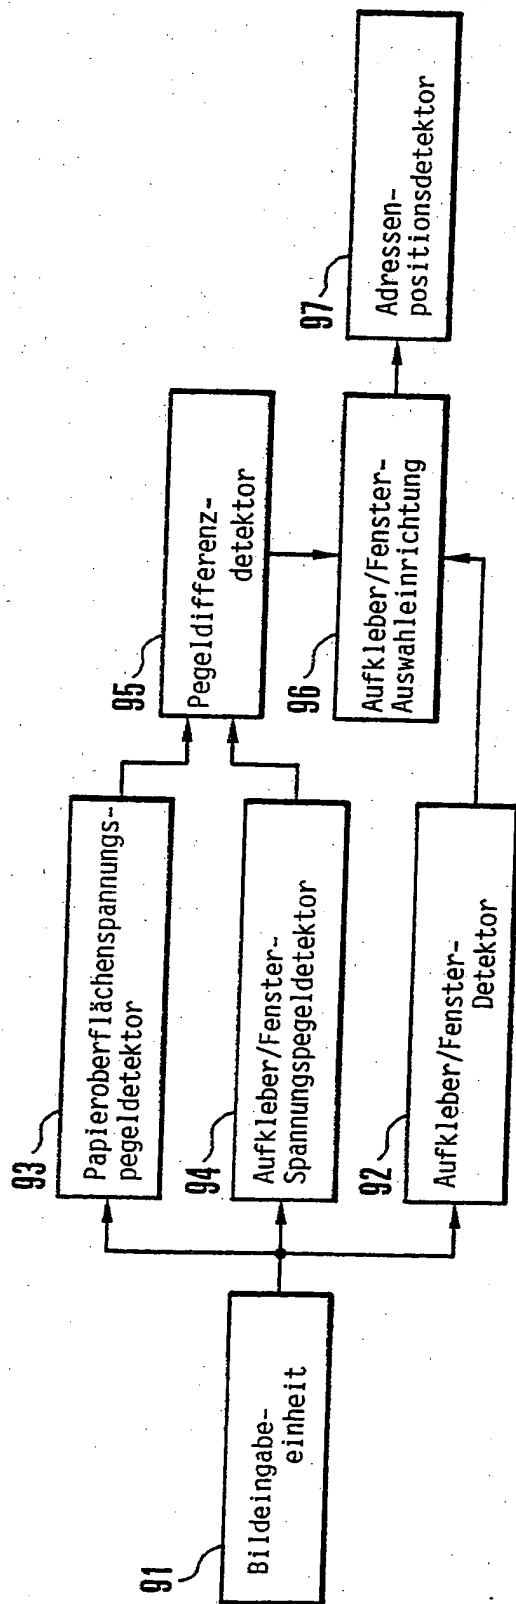 91
Bildeingabe-
einheit
93
Papieroberflächenspannungs-
pegeldetektor
94
Aufkleber/Fenster-
Spannungspegeldetektor
92
Aufkleber/Fenster-
Detektor
95
Pegeldifferenz-
detektor
96
Aufkleber/Fenster-
Auswahleinrichtung
97
Adressen-
positionsdetektor